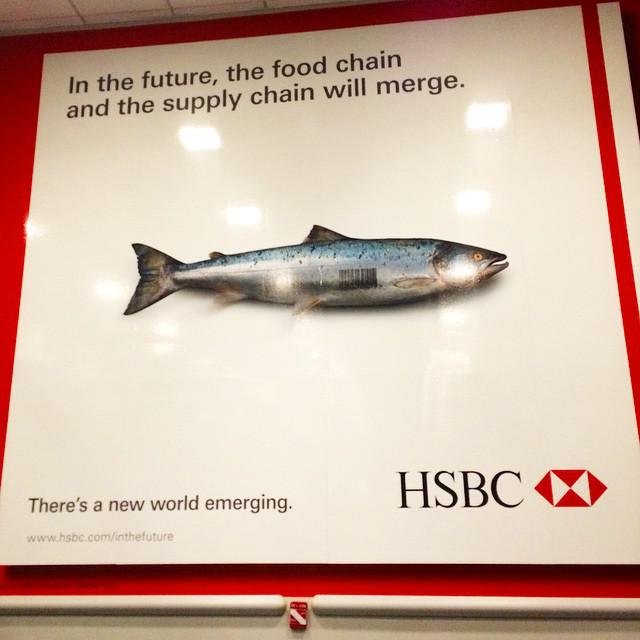 In the future, the food chain
and the supply chain will merge.
There's a new world emerging.
HSBC
www.hsbc.com/inthefuture